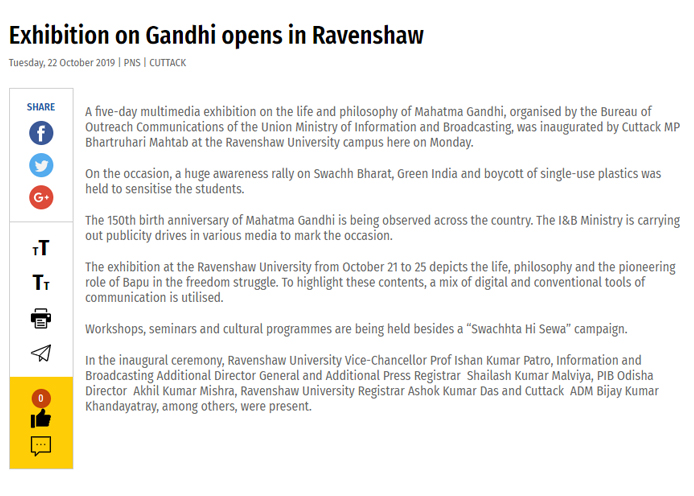 Exhibition on Gandhi opens in Ravenshaw
Tuesday, 22 October 2019 | PNS | CUTTACK
SHARE
A five-day multimedia exhibition on the life and philosophy of Mahatma Gandhi, organised by the Bureau of
Outreach Communications of the Union Ministry of Information and Broadcasting, was inaugurated by Cuttack MP
Bhartruhari Mahtab at the Ravenshaw University campus here on Monday.
On the occasion, a huge awareness rally on Swachh Bharat, Green India and boycott of single-use plastics was
held to sensitise the students.
The 150th birth anniversary of Mahatma Gandhi is being observed across the country. The I&B Ministry is carrying
out publicity drives in various media to mark the occasion.
The exhibition at the Ravenshaw University from October 21 to 25 depicts the life, philosophy and the pioneering
role of Bapu in the freedom struggle. To highlight these contents, a mix of digital and conventional tools of
communication is utilised.
Workshops, seminars and cultural programmes are being held besides a “Swachhta Hi Sewa” campaign.
In the inaugural ceremony, Ravenshaw University Vice-Chancellor Prof Ishan Kumar Patro, Information and
Broadcasting Additional Director General and Additional Press Registrar Shailash Kumar Malviya, PIB Odisha
Director Akhil Kumar Mishra, Ravenshaw University Registrar Ashok Kumar Das and Cuttack ADM Bijay Kumar
Khandayatray, among others, were present.
f
G+
TT
TT
0